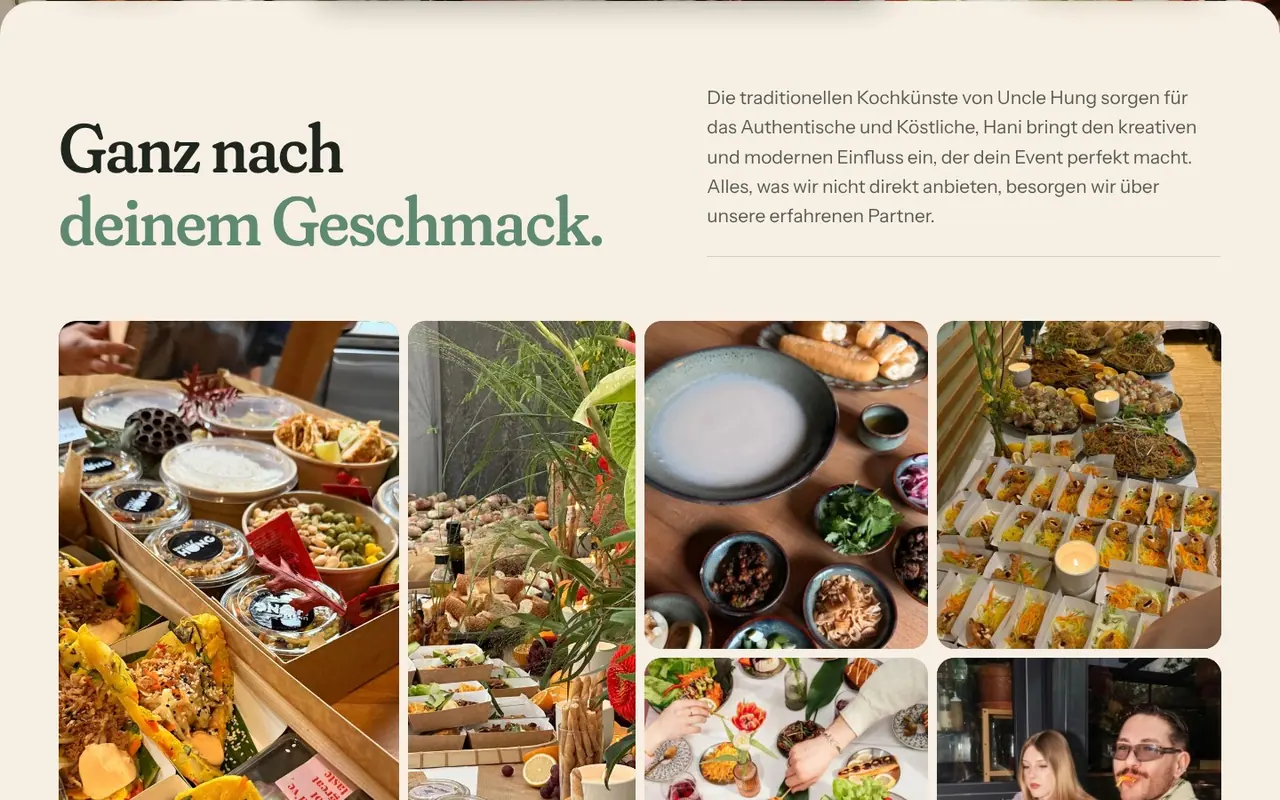 Ganz nach
deinem Geschmack.
Die traditionellen Kochkünste von Uncle Hung sorgen für
das Authentische und Köstliche, Hani bringt den kreativen
und modernen Einfluss ein, der dein Event perfekt macht.
Alles, was wir nicht direkt anbieten, besorgen wir über
unsere erfahrenen Partner.
HÙNG